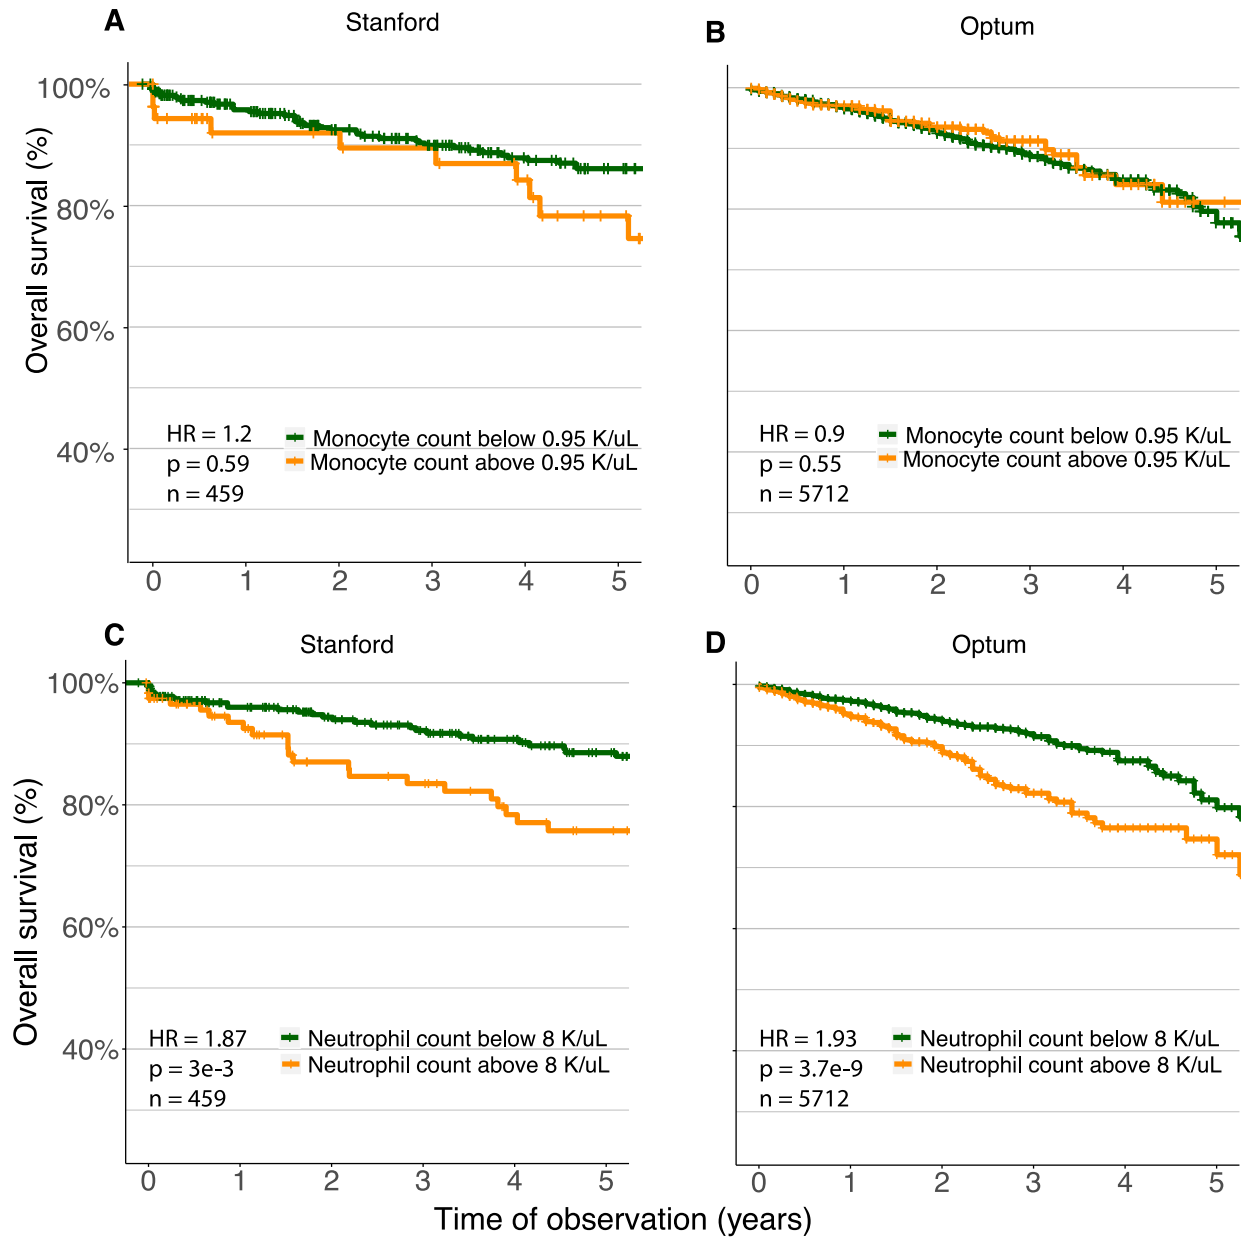 A
Stanford
B
Optum
Overall survival (%)
100%
80%
60%
40%
HR = 1.2
p = 0.59
n = 459
Monocyte count below 0.95 K/uL
Monocyte count above 0.95 K/uL
0 1 2 3 4 5
HR = 0.9
p = 0.55
n = 5712
Monocyte count below 0.95 K/uL
Monocyte count above 0.95 K/uL
0 1 2 3 4 5
C
Stanford
D
Optum
Overall survival (%)
100%
80%
60%
40%
HR = 1.87
p = 3e-3
n = 459
Neutrophil count below 8 K/uL
Neutrophil count above 8 K/uL
0 1 2 3 4 5
HR = 1.93
p = 3.7e-9
n = 5712
Neutrophil count below 8 K/uL
Neutrophil count above 8 K/uL
0 1 2 3 4 5
Time of observation (years)